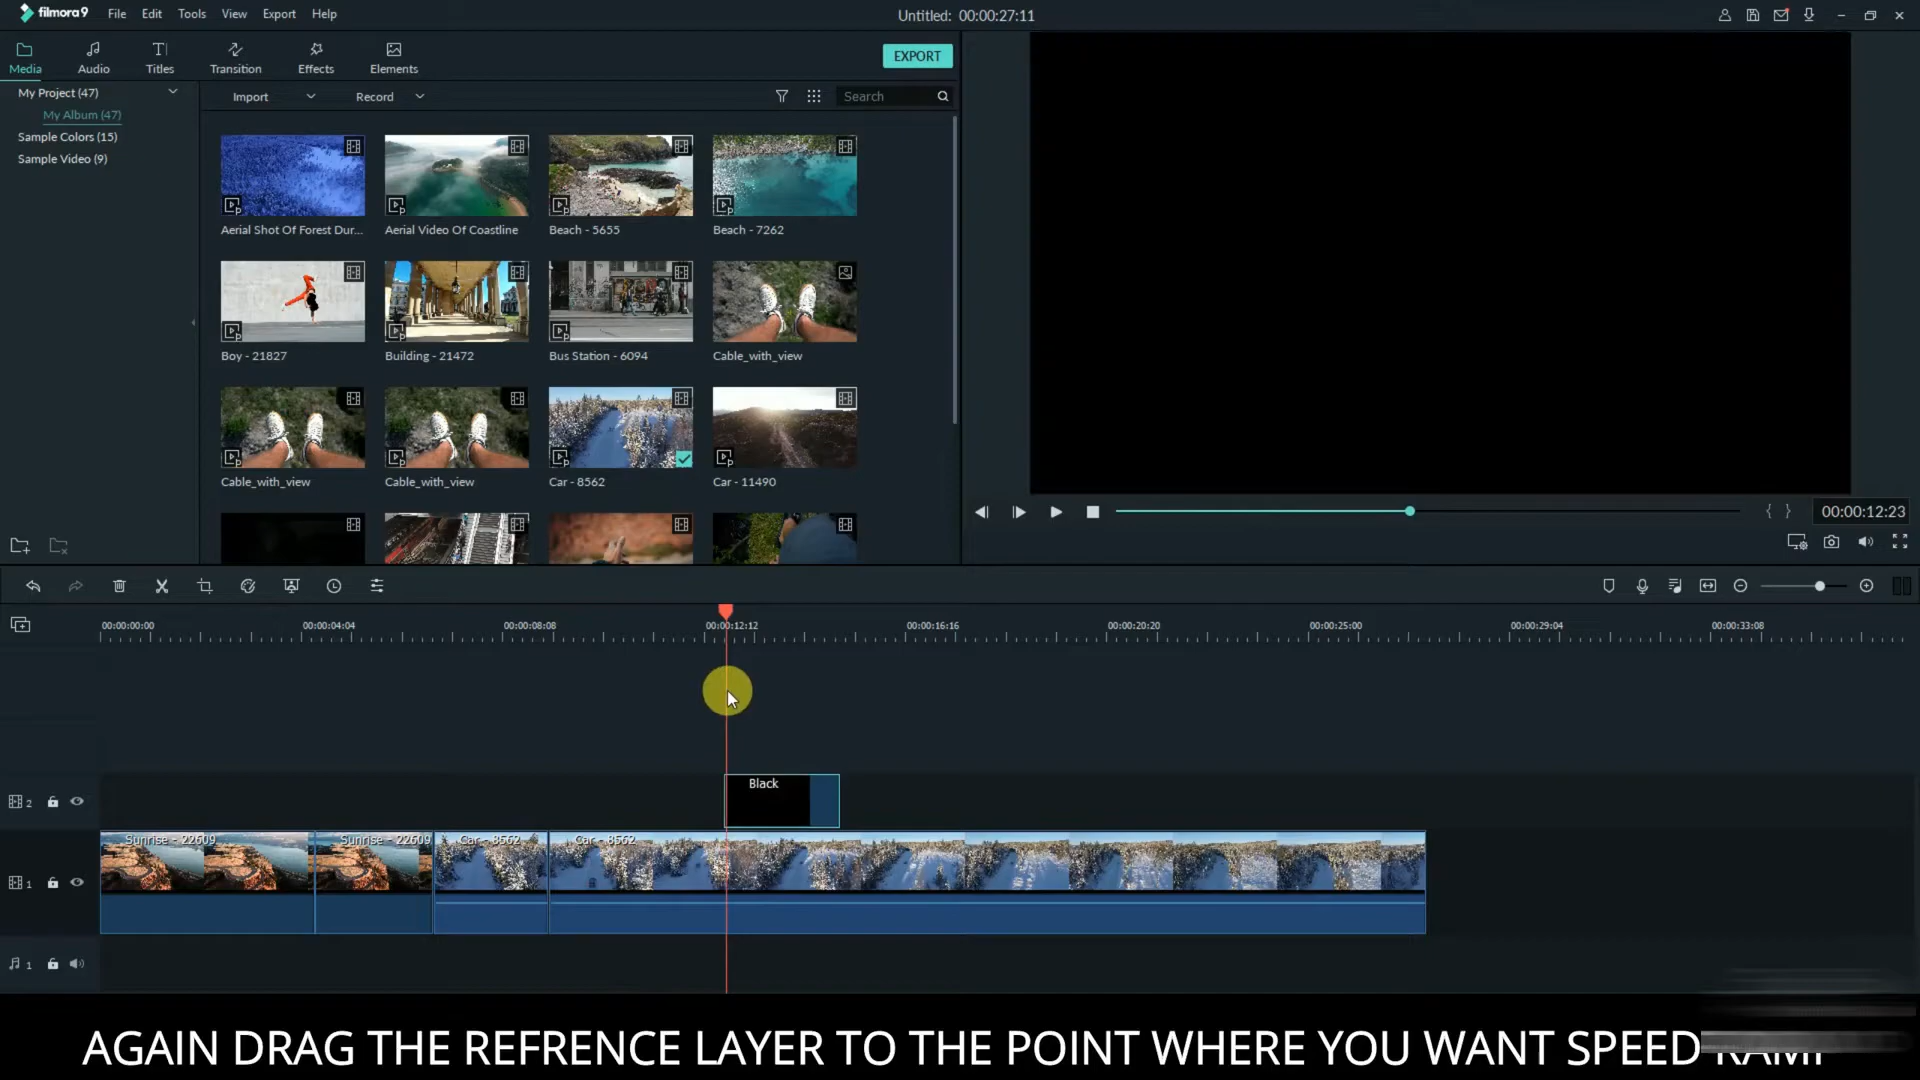 filmora9 File Edit Tools View Export Help
Untitled: 00:00:27:11
Media Audio Titles Transition Effects Elements
EXPORT
My Project (47)
My Album (47)
Sample Colors (15)
Sample Video (9)
Import Record Search
Aerial Shot Of Forest Dur... Aerial Video Of Coastline Beach - 5655 Beach - 7262
Boy - 21827 Building - 21472 Bus Station - 6094 Cable_with_view
Cable_with_view Cable_with_view Car - 8562 Car - 11490
00:00:12:23
00:00:00:00 00:00:04:04 00:00:08:08 00:00:12:12 00:00:16:16 00:00:20:20 00:00:25:00 00:00:29:04 00:00:33:08
2 Black
Sunrise - 22609 Sunrise - 22609 Car - 8562 Car - 8562
1
1
AGAIN DRAG THE REFRENCE LAYER TO THE POINT WHERE YOU WANT SPEED